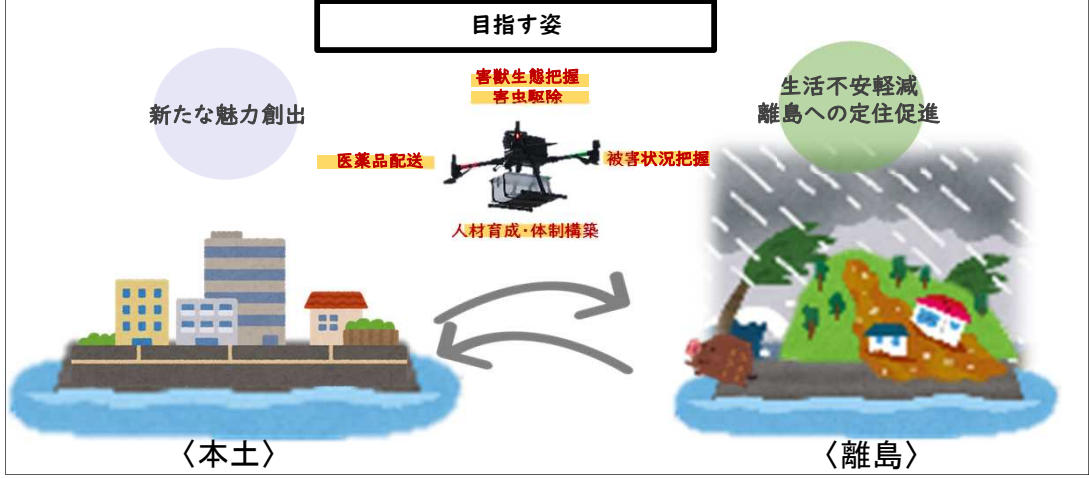 目指す姿
新たな魅力創出
害獣生態把握
害虫駆除
医薬品配送
被害状況把握
人材育成・体制構築
生活不安軽減
離島への定住促進
〈本土〉
〈離島〉